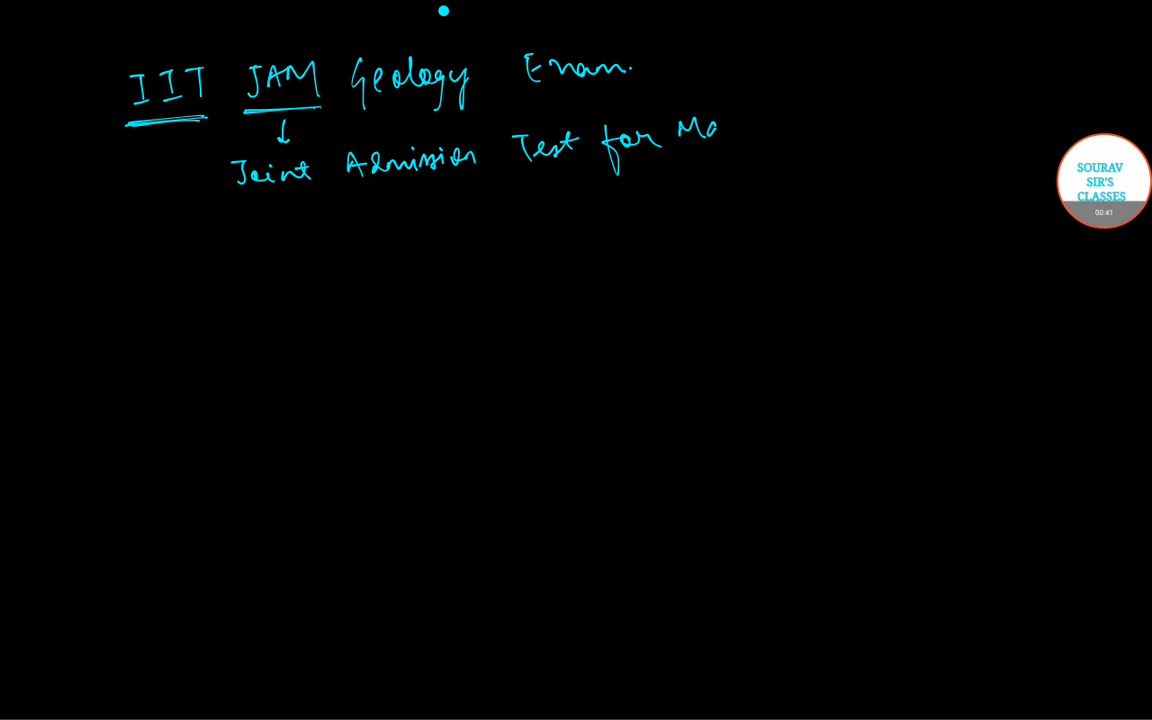 IIT JAM Geology Exam.
↓
Joint Admission Test for Ma
SOURAV
SIR'S
CLASSES
00:41